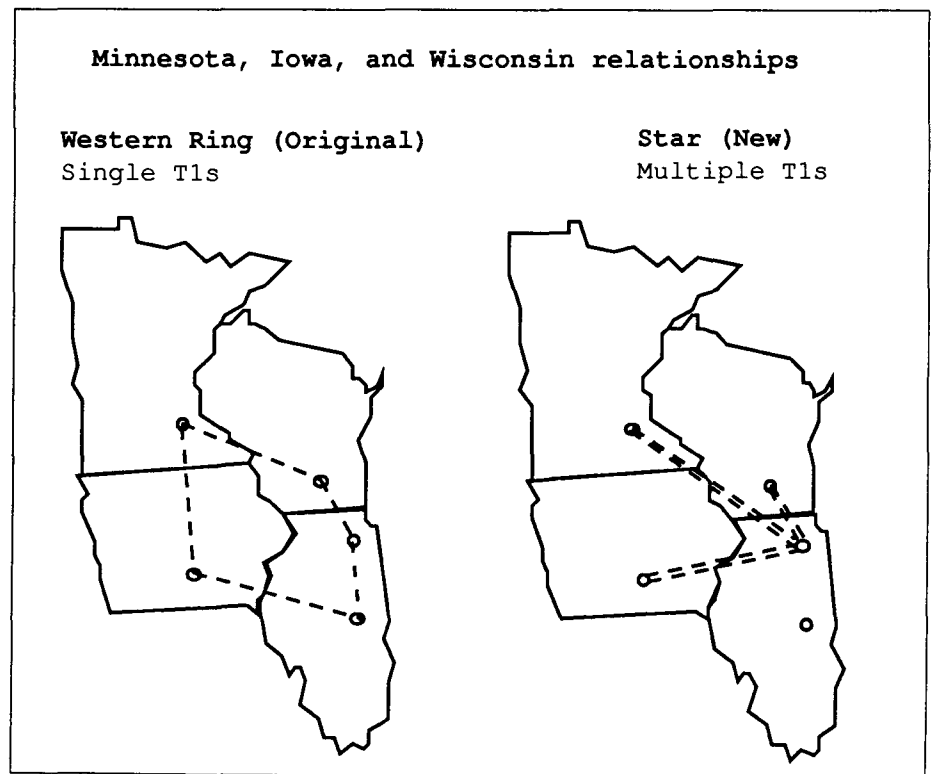 Minnesota, Iowa, and Wisconsin relationships
Western Ring (Original)
Single T1s
Star (New)
Multiple T1s